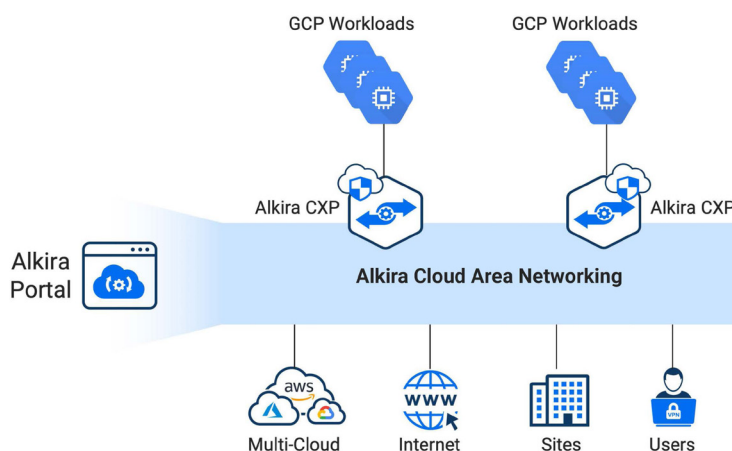 GCP Workloads
GCP Workloads
Alkira CXP
Alkira CXP
Alkira
Portal
Alkira Cloud Area Networking
aws
www
VPN
Multi-Cloud
Internet
Sites
Users